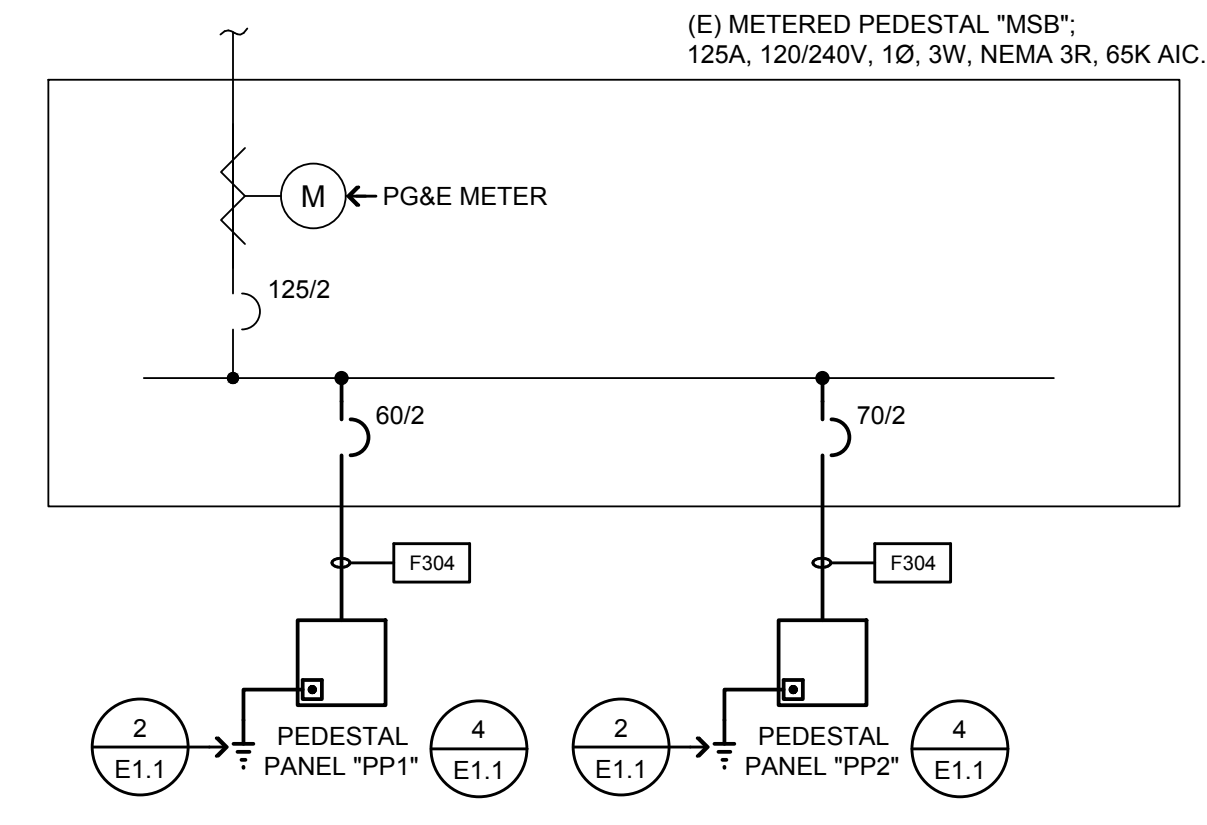 (E) METERED PEDESTAL "MSB";
125A, 120/240V, 1Ø, 3W, NEMA 3R, 65K AIC.
M
PG&E METER
125/2
60/2
70/2
F304
F304
2
E1.1
PEDESTAL
PANEL "PP1"
4
E1.1
2
E1.1
PEDESTAL
PANEL "PP2"
4
E1.1